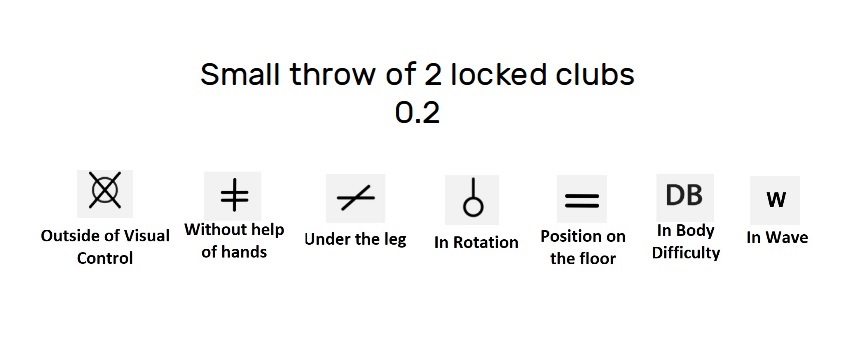 Small throw of 2 locked clubs
0.2
DB
W
Outside of Visual
Control
Without help
of hands
Under the leg
In Rotation
Position on
the floor
In Body
Difficulty
In Wave